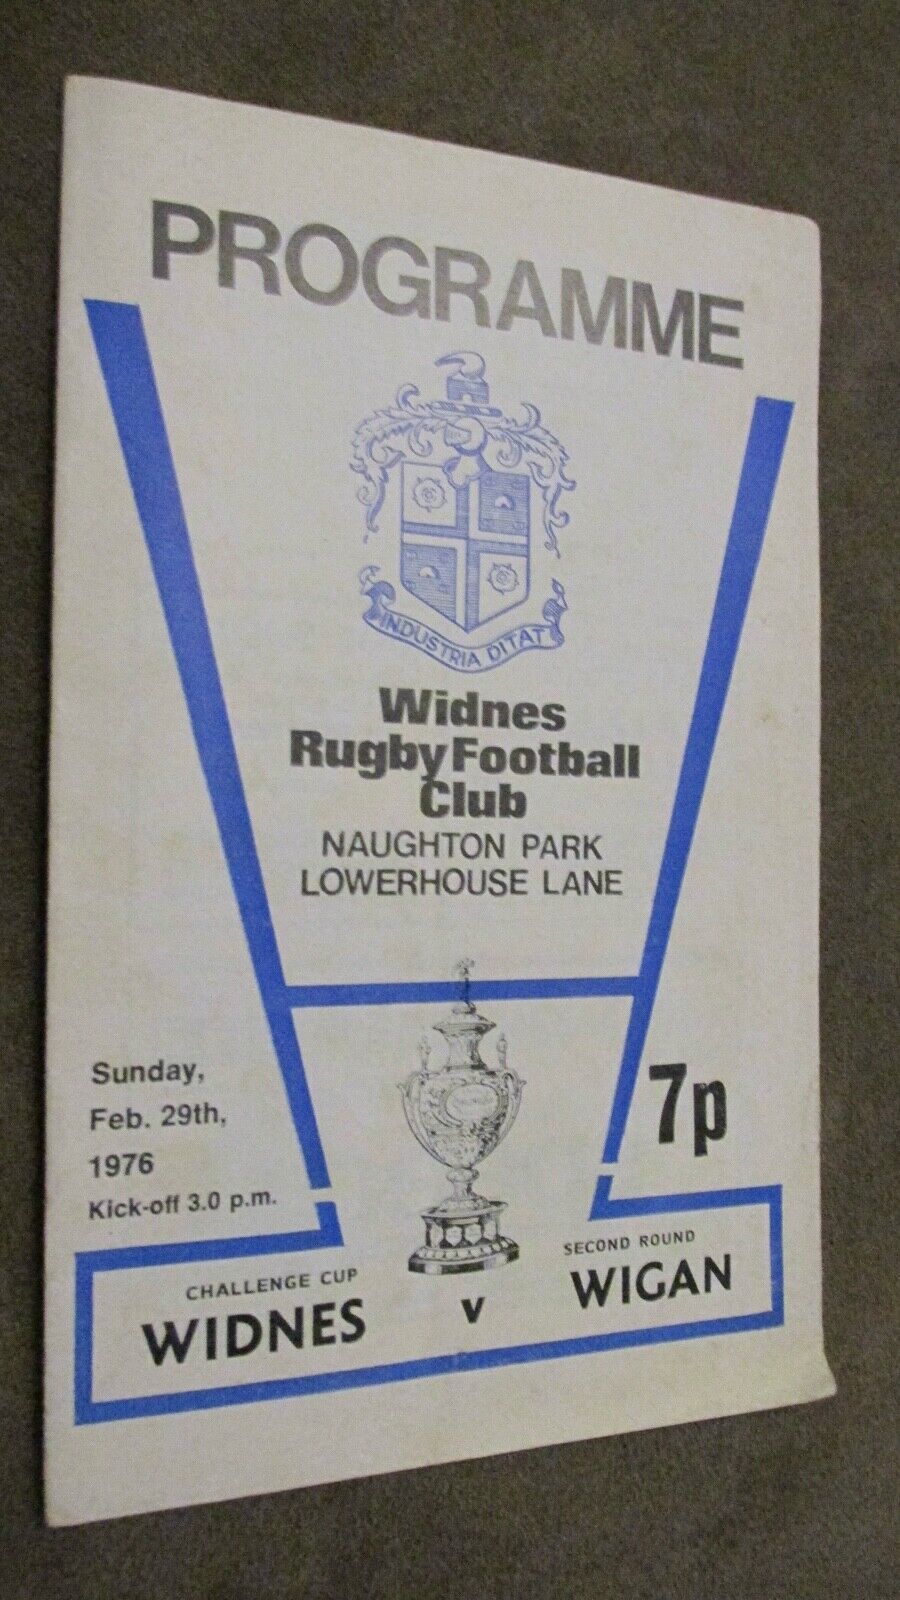 PROGRAMME
INDUSTRIA DITAT
Widnes
Rugby Football
Club
NAUGHTON PARK
LOWERHOUSE LANE
Sunday,
Feb. 29th,
1976
Kick-off 3.0 p.m.
7p
CHALLENGE CUP
SECOND ROUND
WIDNES v WIGAN